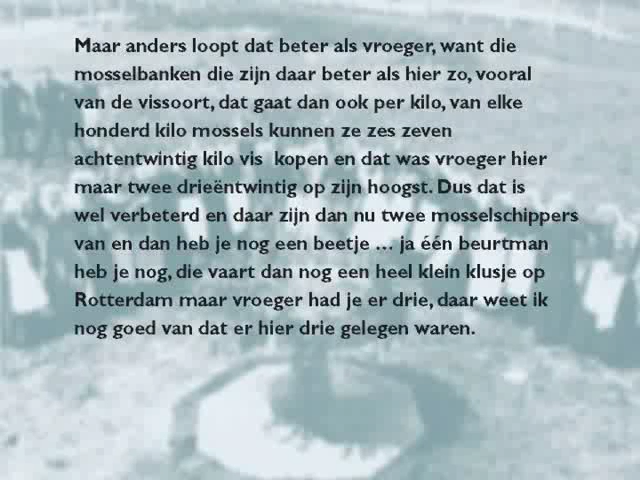 Maar anders loopt dat beter als vroeger, want die
mosselbanken die zijn daar beter als hier zo, vooral
van de vissoort, dat gaat dan ook per kilo, van elke
honderd kilo mossels kunnen ze zes zeven
achtentwintig kilo vis kopen en dat was vroeger hier
maar twee drieëntwintig op zijn hoogst. Dus dat is
wel verbeterd en daar zijn dan nu twee mosselschippers
van en dan heb je nog een beetje ... ja één beurtman
heb je nog, die vaart dan nog een heel klein klusje op
Rotterdam maar vroeger had je er drie, daar weet ik
nog goed van dat er hier drie gelegen waren.